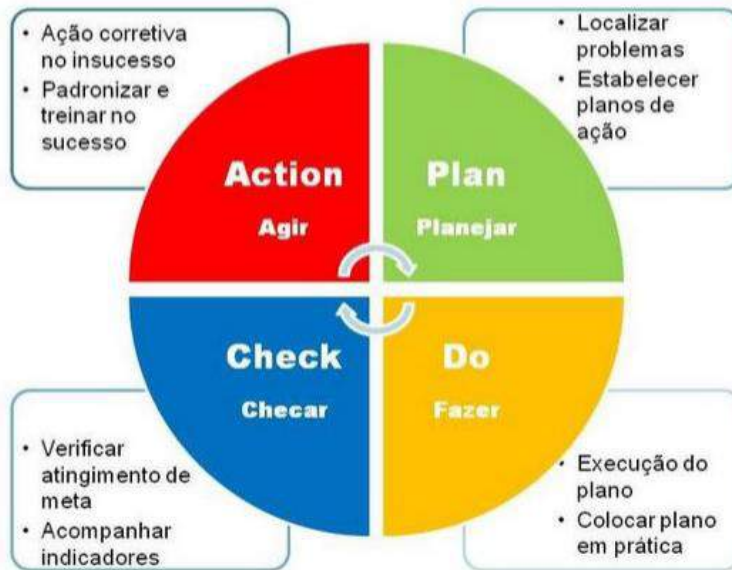 • Ação corretiva
no insucesso
• Padronizar e
treinar no
sucesso
• Localizar
problemas
• Estabelecer
planos de
ação
Action
Agir
Plan
Planejar
Check
Checar
Do
Fazer
• Verificar
atingimento de
meta
• Acompanhar
indicadores
• Execução do
plano
• Colocar plano
em prática